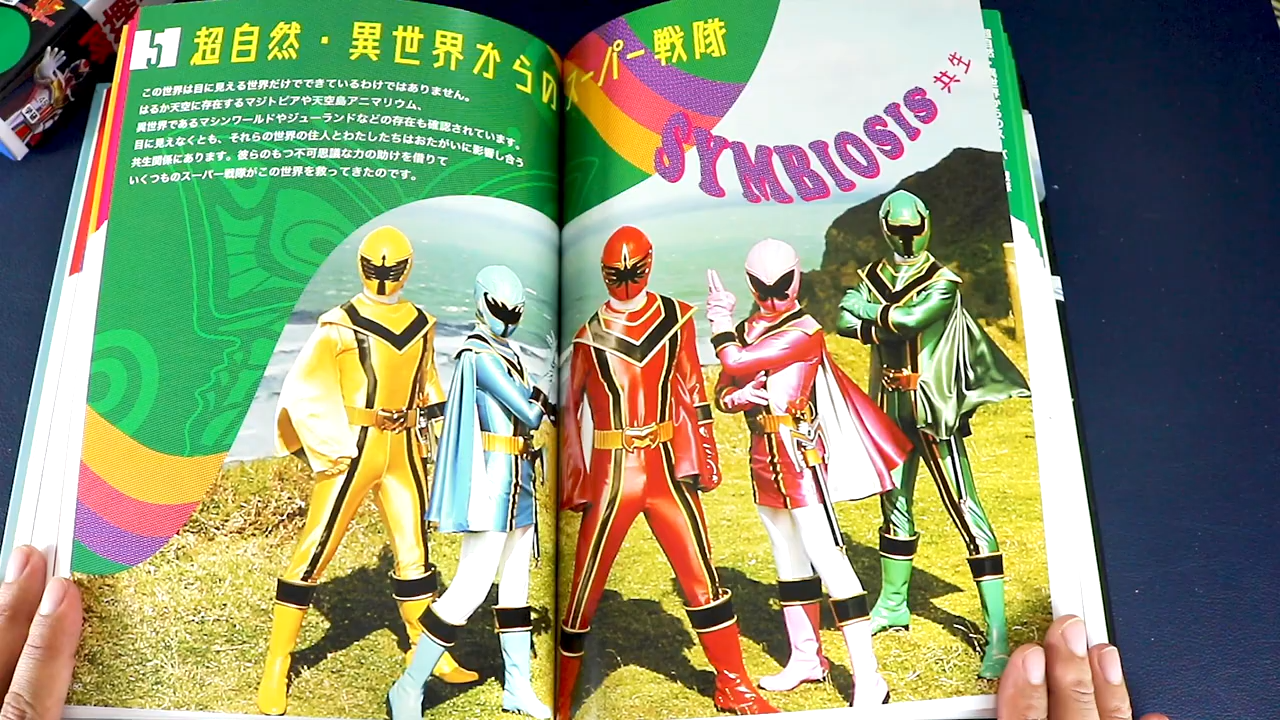 51 超自然・異世界からのスーパー戦隊
この世界は目に見える世界だけでできているわけではありません。
はるか天空に存在するマジトピアや天空島アニマリウム、
異世界であるマシンワールドやジューランドなどの存在も確認されています。
目に見えなくとも、それらの世界の住人とわたしたちはおたがいに影響し合う
共生関係にあります。彼らのもつ不可思議な力の助けを借りて
いくつものスーパー戦隊がこの世界を救ってきたのです。
SYMBIOSIS 共生